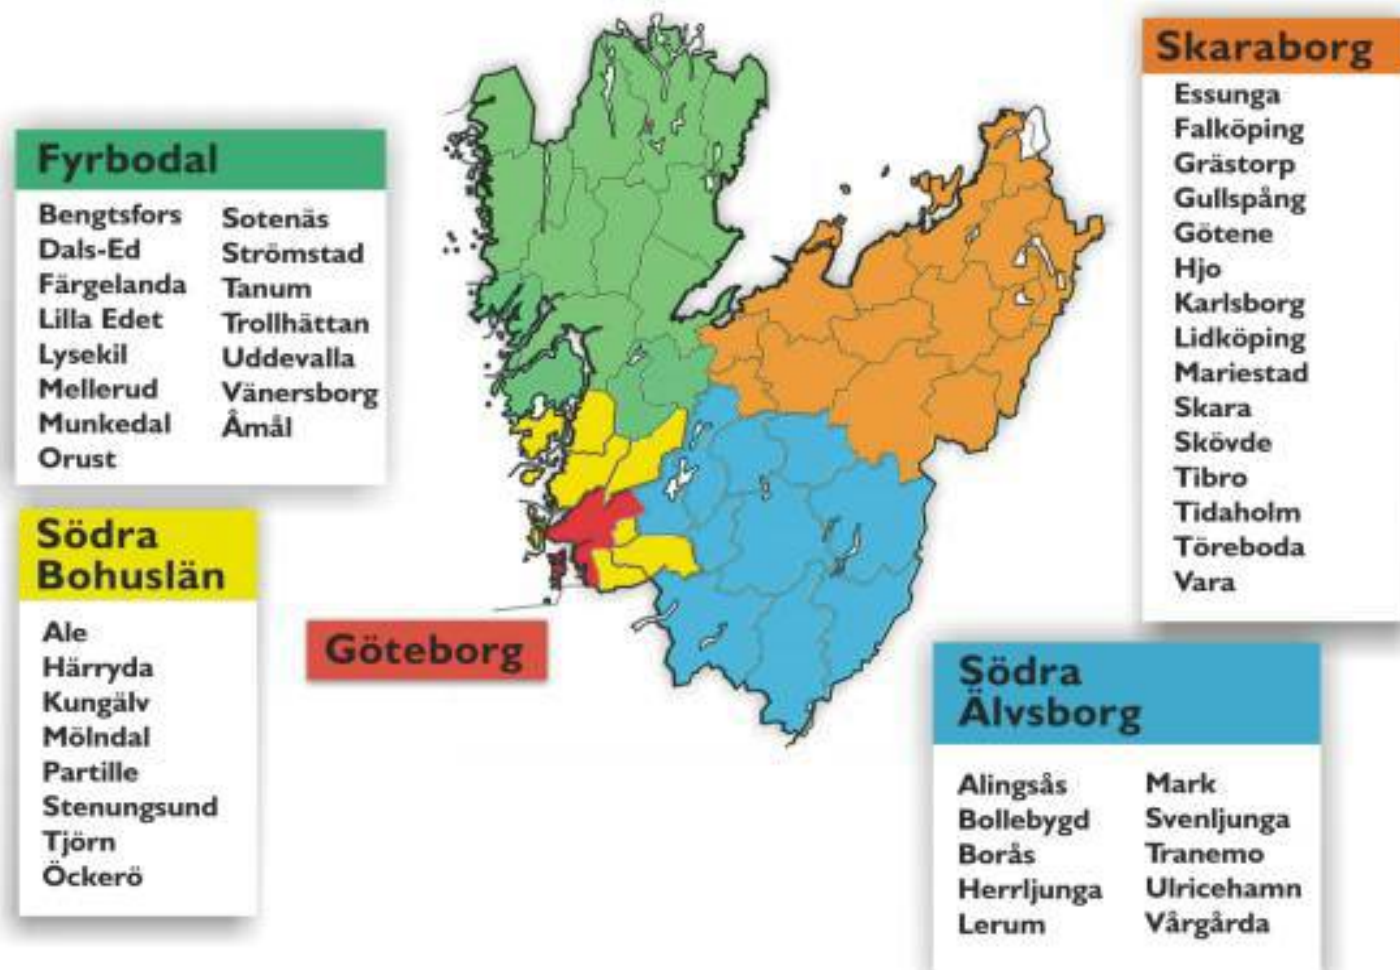 Fyrbodal
Bengtsfors
Dals-Ed
Färgelanda
Lilla Edet
Lysekil
Mellerud
Munkedal
Orust
Sotenäs
Strömstad
Tanum
Trollhättan
Uddevalla
Vänersborg
Åmål
Södra
Bohuslän
Ale
Härryda
Kungälv
Mölndal
Partille
Stenungsund
Tjörn
Öckerö
Göteborg
Skaraborg
Essunga
Falköping
Grästorp
Gullspång
Götene
Hjo
Karlsborg
Lidköping
Mariestad
Skara
Skövde
Tibro
Tidaholm
Töreboda
Vara
Södra
Älvsborg
Alingsås
Bollebygd
Borås
Herrljunga
Lerum
Mark
Svenljunga
Tranemo
Ulricehamn
Vårgårda